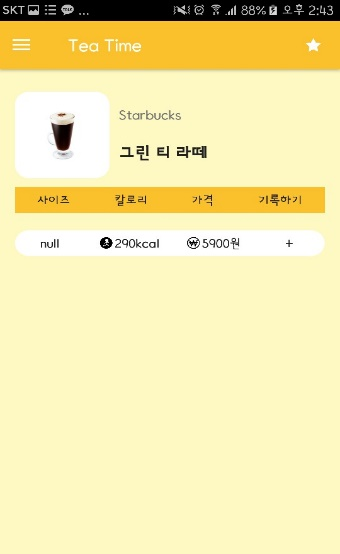 SKT ... 88% 오후 2:43
Tea Time
Starbucks
그린 티 라떼
사이즈 칼로리 가격 기록하기
null 290kcal ₩ 5900원 +